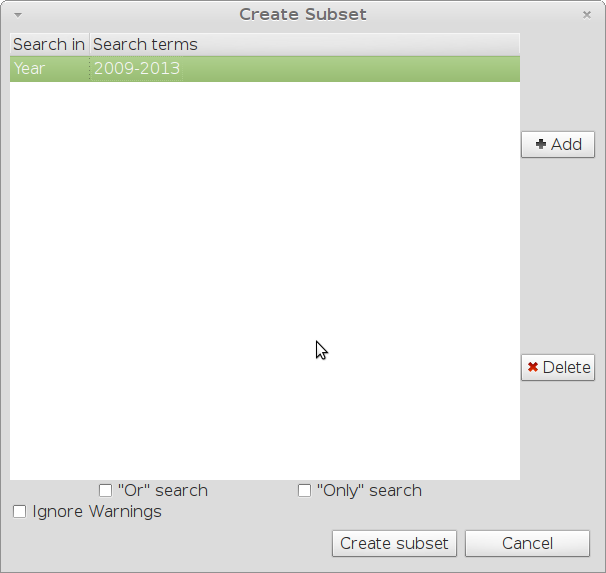 Create Subset
Search in Search terms
Year 2009-2013
Add
Delete
"Or" search "Only" search
Ignore Warnings
Create subset Cancel